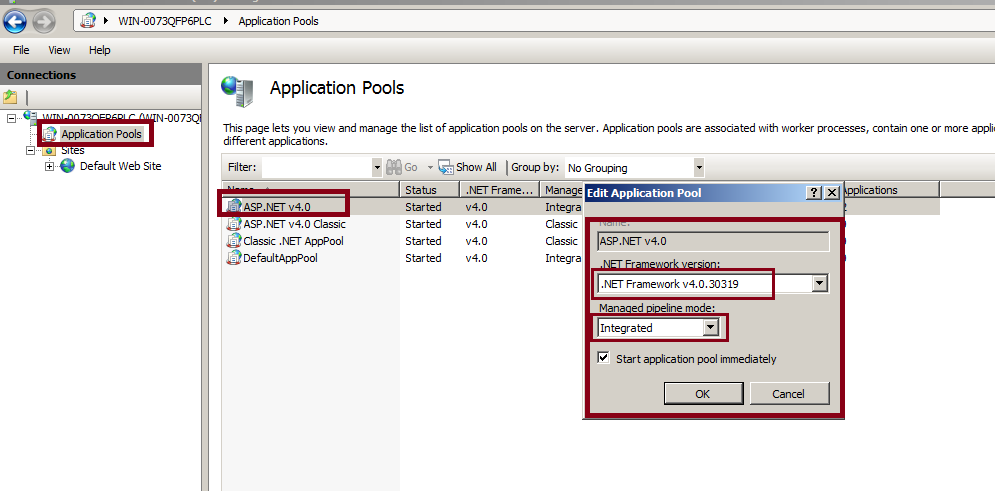 WIN-0073QFP6PLC Application Pools
File View Help
Connections
WIN-0073QFP6PLC (WIN-0073Q
Application Pools
Sites
Default Web Site
Application Pools
This page lets you view and manage the list of application pools on the server. Application pools are associated with worker processes, contain one or more applic
different applications.
Filter: Go Show All Group by: No Grouping
Name Status .NET Frame... Manage Applications
ASP.NET v4.0 Started v4.0 Integra
ASP.NET v4.0 Classic Started v4.0 Classic
Classic .NET AppPool Started v4.0 Classic
DefaultAppPool Started v4.0 Integra
Edit Application Pool
Name:
ASP.NET v4.0
.NET Framework version:
.NET Framework v4.0.30319
Managed pipeline mode:
Integrated
Start application pool immediately
OK Cancel